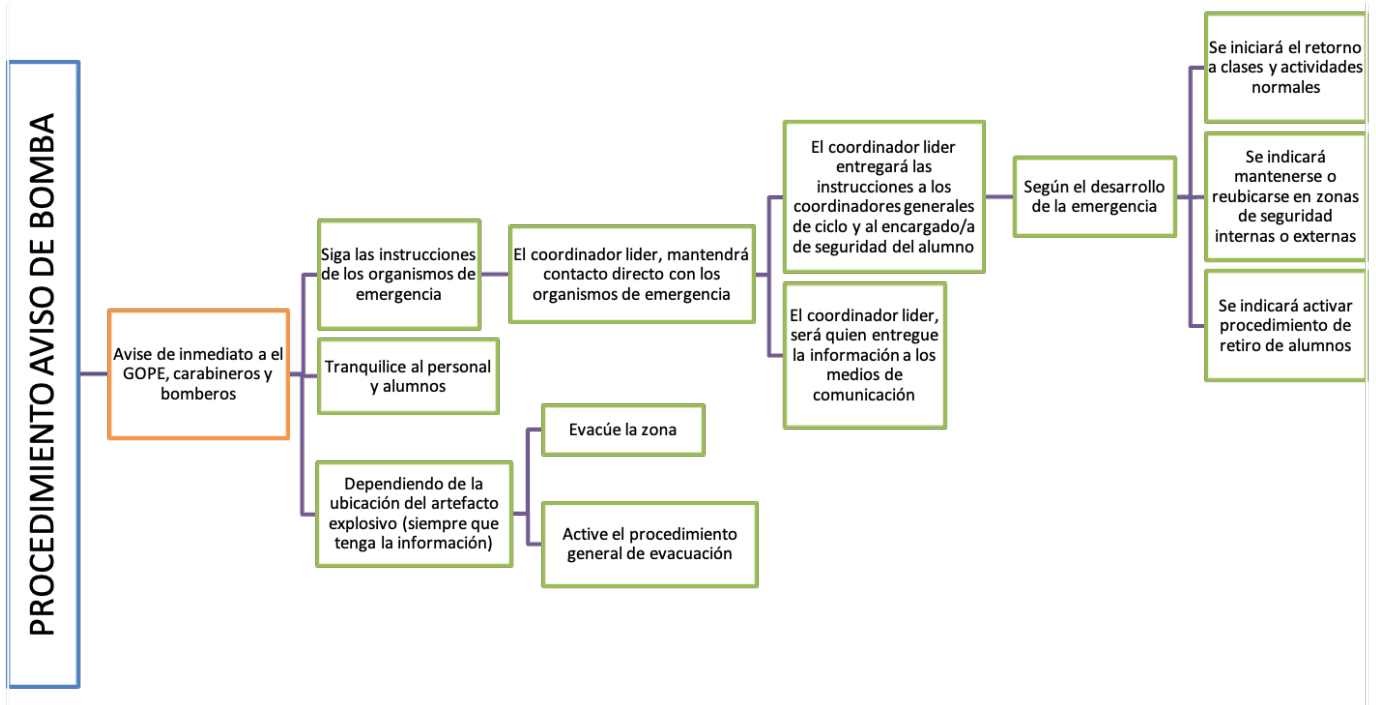 PROCEDIMIENTO AVISO DE BOMBA
Avise de inmediato a el
GOPE, carabineros y
bomberos
Siga las instrucciones
de los organismos de
emergencia
El coordinador lider, mantendrá
contacto directo con los
organismos de emergencia
El coordinador lider
entregará las
instrucciones a los
coordinadores generales
de ciclo y al encargado/a
de seguridad del alumno
Según el desarrollo
de la emergencia
Se iniciará el retorno
a clases y actividades
normales
Se indicará
mantenerse o
reubicarse en zonas
de seguridad
internas o externas
Se indicará activar
procedimiento de
retiro de alumnos
El coordinador lider,
será quien entregue
la información a los
medios de
comunicación
Tranquilice al personal
y alumnos
Dependiendo de la
ubicación del artefacto
explosivo (siempre que
tenga la información)
Evacúe la zona
Active el procedimiento
general de evacuación